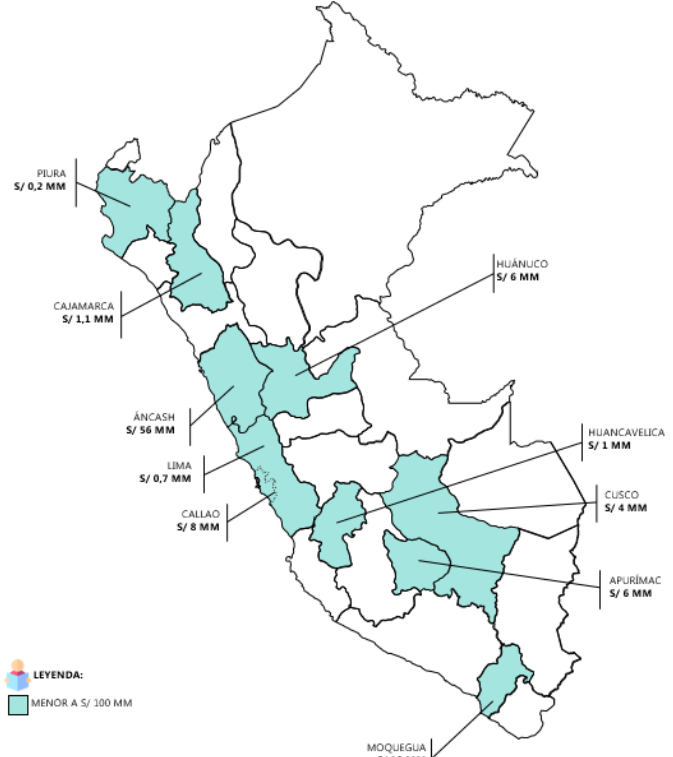 PIURA
S/ 0,2 MM
HUÁNUCO
S/ 6 MM
CAJAMARCA
S/ 1,1 MM
ÁNCASH
S/ 56 MM
HUANCAVELICA
S/ 1 MM
LIMA
S/ 0,7 MM
CUSCO
S/ 4 MM
CALLAO
S/ 8 MM
APURÍMAC
S/ 6 MM
LEYENDA:
MENOR A S/ 100 MM
MOQUEGUA